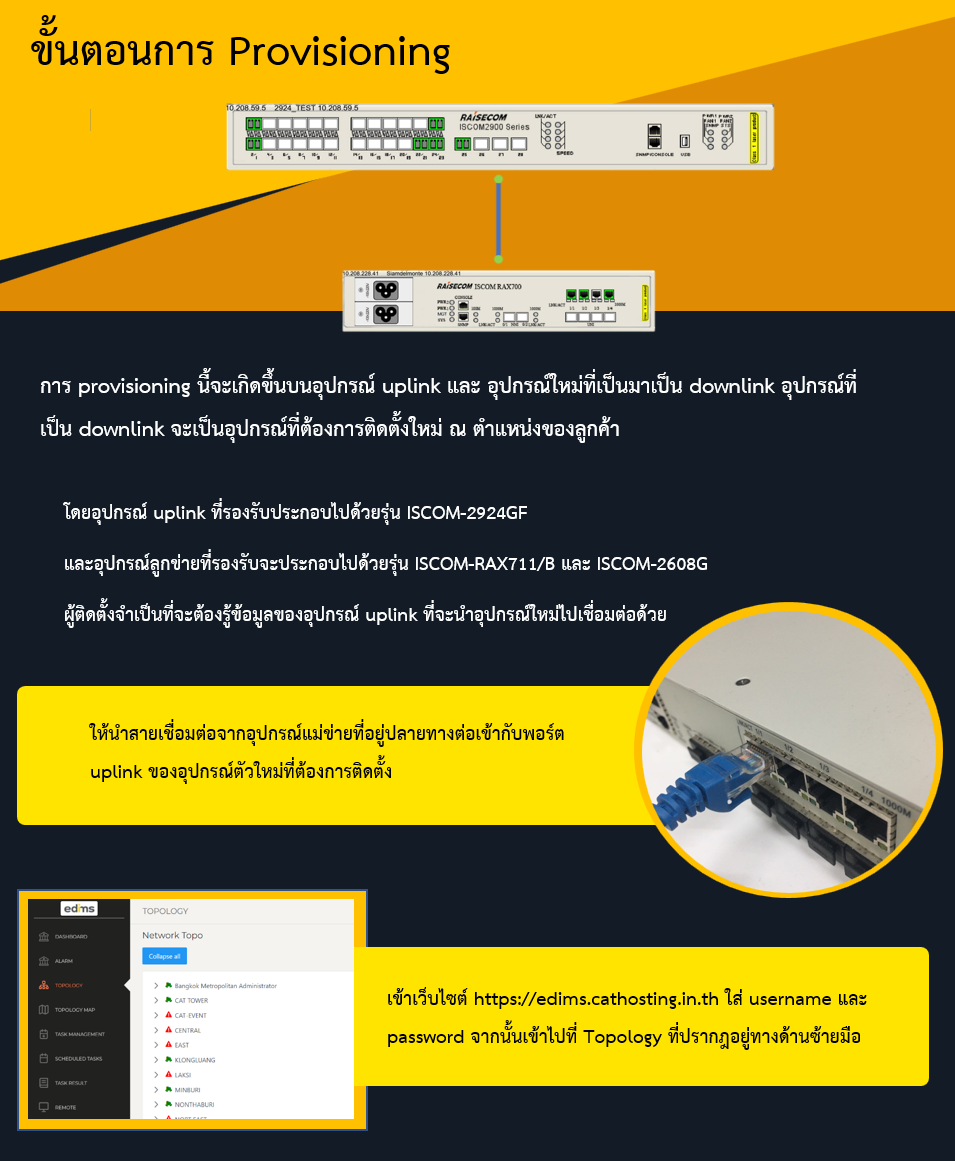 ขั้นตอนการ Provisioning
10.208.59.5 2924_TEST 10.208.59.5
RAISECOM
ISCOM2900 Series
LNK/ACT
SPEED
SNMP/CONSOLE
USB
10.208.228.41 Siamdelmonte 10.208.228.41
RAISECOM ISCOM RAX700
CONSOLE
SNMP
LNK/ACT
1000M
การ provisioning นี้จะเกิดขึ้นบนอุปกรณ์ uplink และ อุปกรณ์ใหม่ที่เป็นมาเป็น downlink อุปกรณ์ที่
เป็น downlink จะเป็นอุปกรณ์ที่ต้องการติดตั้งใหม่ ณ ตำแหน่งของลูกค้า
โดยอุปกรณ์ uplink ที่รองรับประกอบไปด้วยรุ่น ISCOM-2924GF
และอุปกรณ์ลูกข่ายที่รองรับจะประกอบไปด้วยรุ่น ISCOM-RAX711/B และ ISCOM-2608G
ผู้ติดตั้งจำเป็นที่จะต้องรู้ข้อมูลของอุปกรณ์ uplink ที่จะนำอุปกรณ์ใหม่ไปเชื่อมต่อด้วย
ให้นำสายเชื่อมต่อจากอุปกรณ์แม่ข่ายที่อยู่ปลายทางต่อเข้ากับพอร์ต
uplink ของอุปกรณ์ตัวใหม่ที่ต้องการติดตั้ง
LNK/ACT 1/1
1/2
1/3
1/4 1000M
edims
DASHBOARD
ALARM
TOPOLOGY
TOPOLOGY MAP
TASK MANAGEMENT
SCHEDULED TASKS
TASK RESULT
REMOTE
TOPOLOGY
Network Topo
Collapse all
Bangkok Metropolitan Administrator
CAT TOWER
CAT-EVENT
CENTRAL
EAST
KLONGLUANG
LAKSI
MINBURI
NONTHABURI
เข้าเว็บไซต์ https://edims.cathosting.in.th ใส่ username และ
password จากนั้นเข้าไปที่ Topology ที่ปรากฎอยู่ทางด้านซ้ายมือ